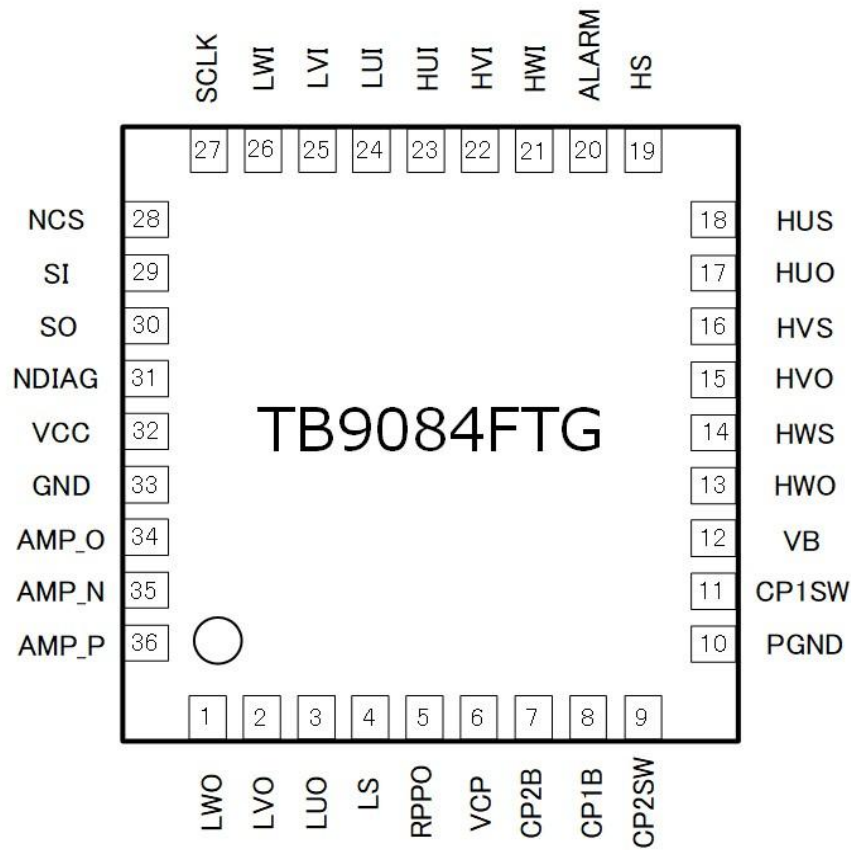 SCLK LWI LVI LUI HUI HVI HWI ALARM HS
27 26 25 24 23 22 21 20 19
NCS 28 18 HUS
SI 29 17 HUO
SO 30 16 HVS
NDIAG 31 15 HVO
VCC 32 TB9084FTG 14 HWS
GND 33 13 HWO
AMP_O 34 12 VB
AMP_N 35 11 CP1SW
AMP_P 36 10 PGND
1 2 3 4 5 6 7 8 9
LWO LVO LUO LS RPPO VCP CP2B CP1B CP2SW